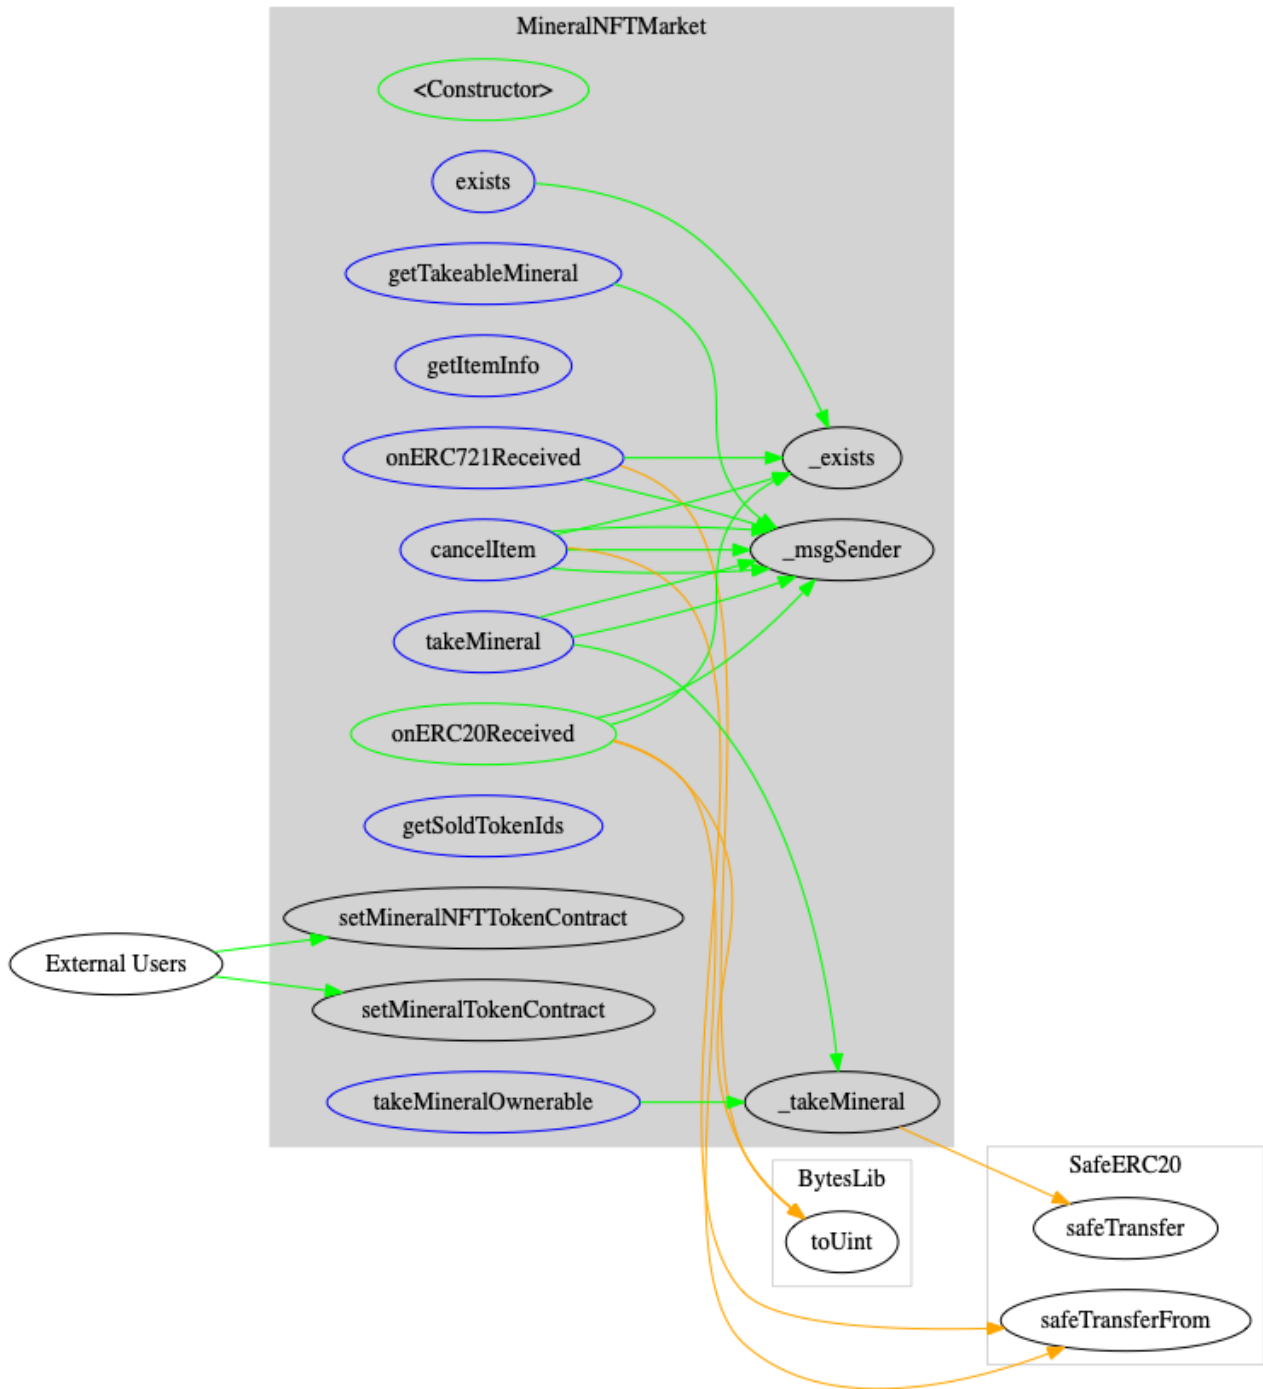 MineralNFTMarket
<Constructor>
exists
getTakeableMineral
getItemInfo
onERC721Received
_exists
cancelItem
_msgSender
takeMineral
onERC20Received
getSoldTokenIds
setMineralNFTTokenContract
External Users
setMineralTokenContract
takeMineralOwnable
_takeMineral
BytesLib
SafeERC20
toUint
safeTransfer
safeTransferFrom